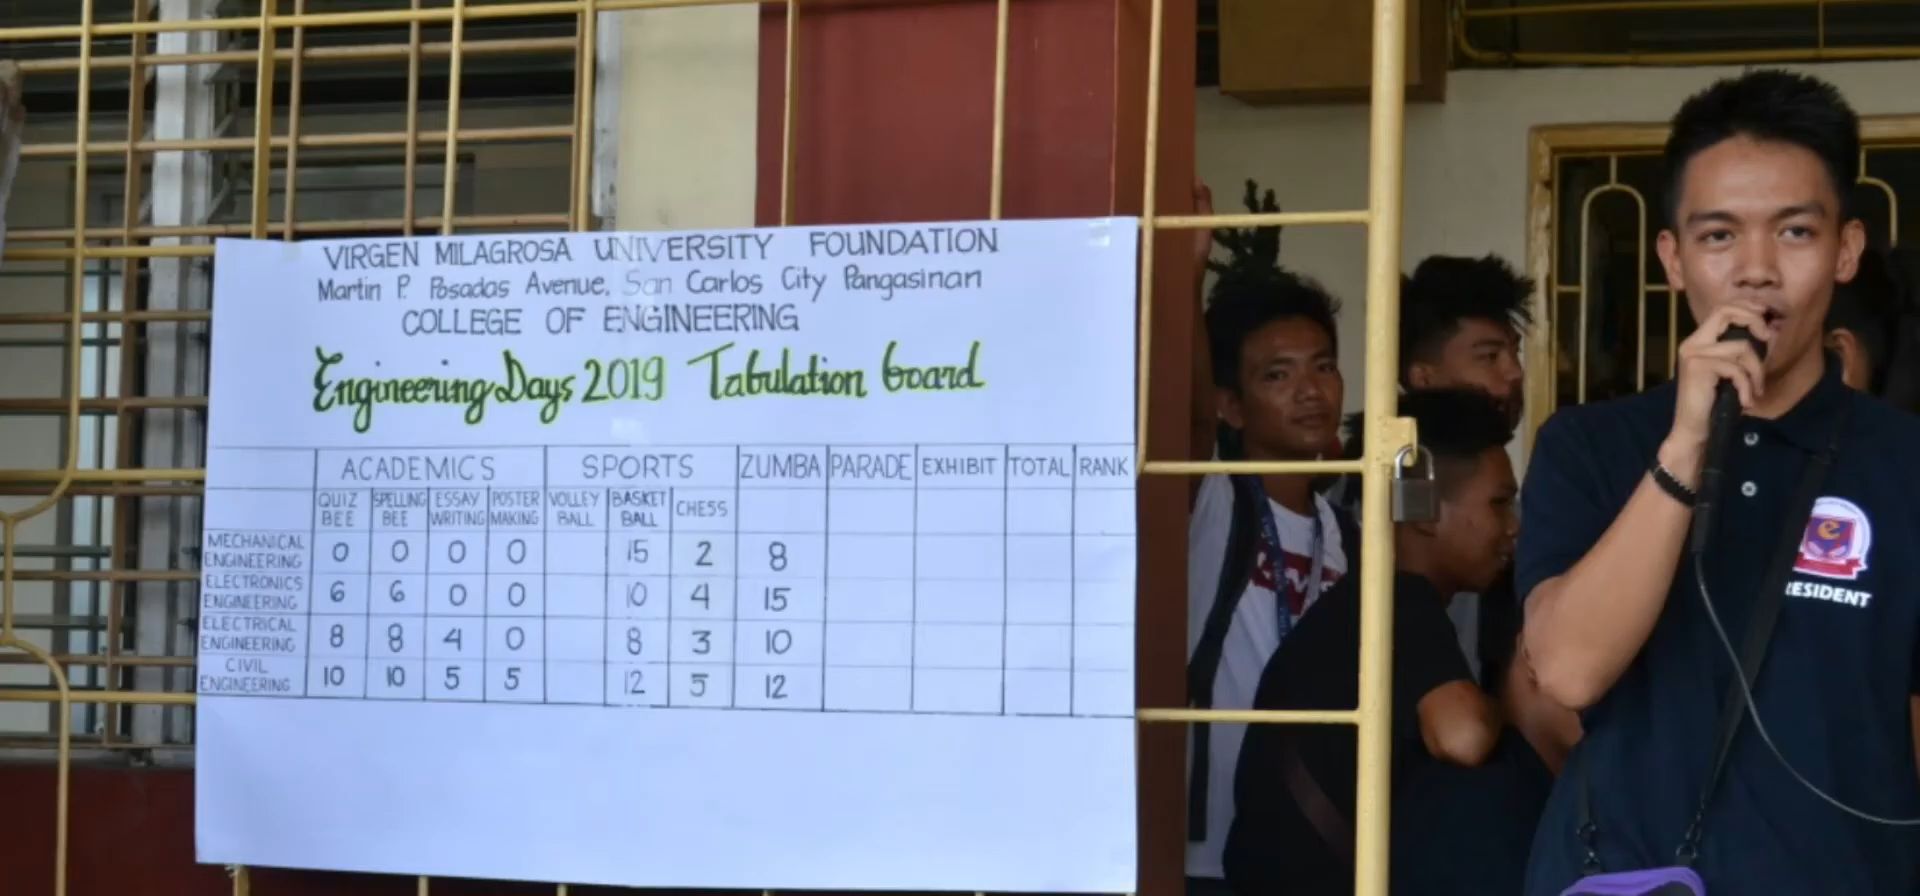 VIRGEN MILAGROSA UNIVERSITY FOUNDATION
Martin P. Posadas Avenue, San Carlos City Pangasinan
COLLEGE OF ENGINEERING
Engineering Days 2019 Tabulation board
ACADEMICS SPORTS ZUMBA PARADE EXHIBIT TOTAL RANK
QUIZ BEE SPELLING BEE ESSAY WRITING POSTER MAKING VOLLEY BALL BASKET BALL CHESS
MECHANICAL ENGINEERING 0 0 0 0 15 2 8
ELECTRONICS ENGINEERING 6 6 0 0 10 4 15
ELECTRICAL ENGINEERING 8 8 4 0 8 3 10
CIVIL ENGINEERING 10 10 5 5 12 5 12
RESIDENT